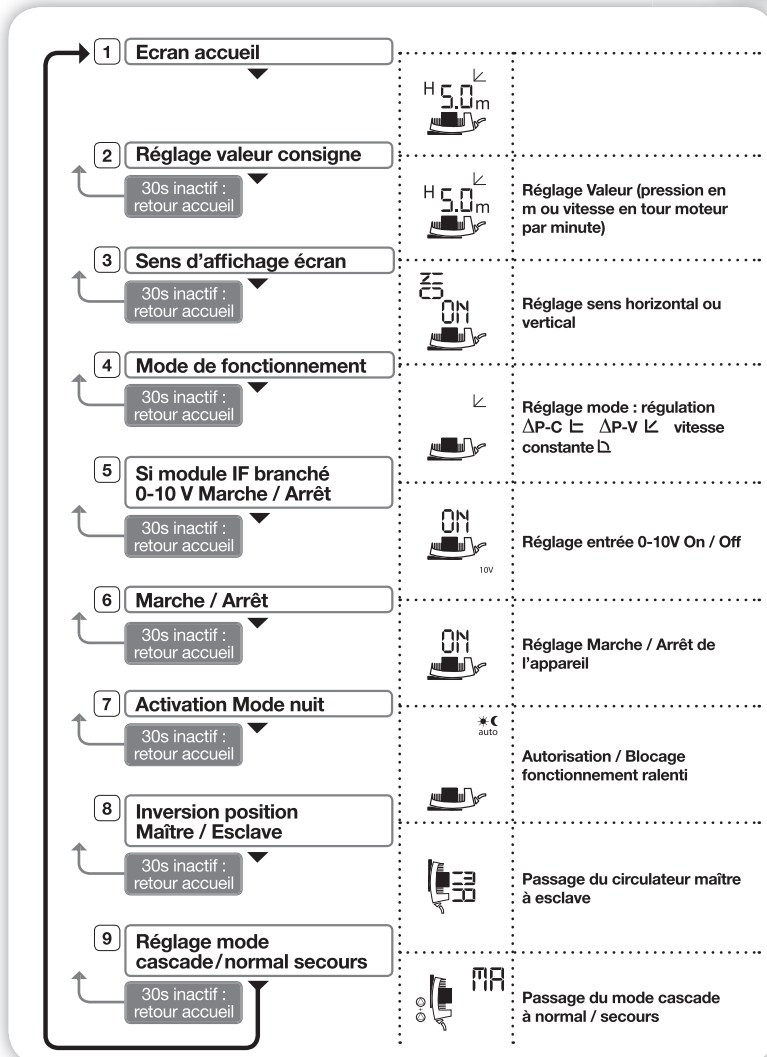 1 Ecran accueil
H 5.0 m
2 Réglage valeur consigne
30s inactif :
retour accueil
H 5.0 m
Réglage Valeur (pression en
m ou vitesse en tour moteur
par minute)
3 Sens d'affichage écran
30s inactif :
retour accueil
ON
Réglage sens horizontal ou
vertical
4 Mode de fonctionnement
30s inactif :
retour accueil
Réglage mode : régulation
ΔP-C ΔP-V vitesse
constante
5 Si module IF branché
0-10 V Marche / Arrêt
30s inactif :
retour accueil
ON
10V
Réglage entrée 0-10V On / Off
6 Marche / Arrêt
30s inactif :
retour accueil
ON
Réglage Marche / Arrêt de
l'appareil
7 Activation Mode nuit
30s inactif :
retour accueil
auto
Autorisation / Blocage
fonctionnement ralenti
8 Inversion position
Maître / Esclave
30s inactif :
retour accueil
Passage du circulateur maître
à esclave
9 Réglage mode
cascade/normal secours
30s inactif :
retour accueil
MA
Passage du mode cascade
à normal / secours